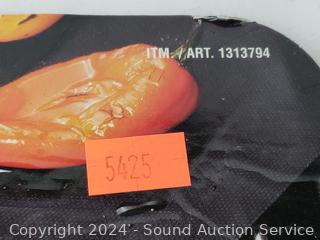 ITM. / ART. 1313794
5425
Copyright 2024 - Sound Auction Service